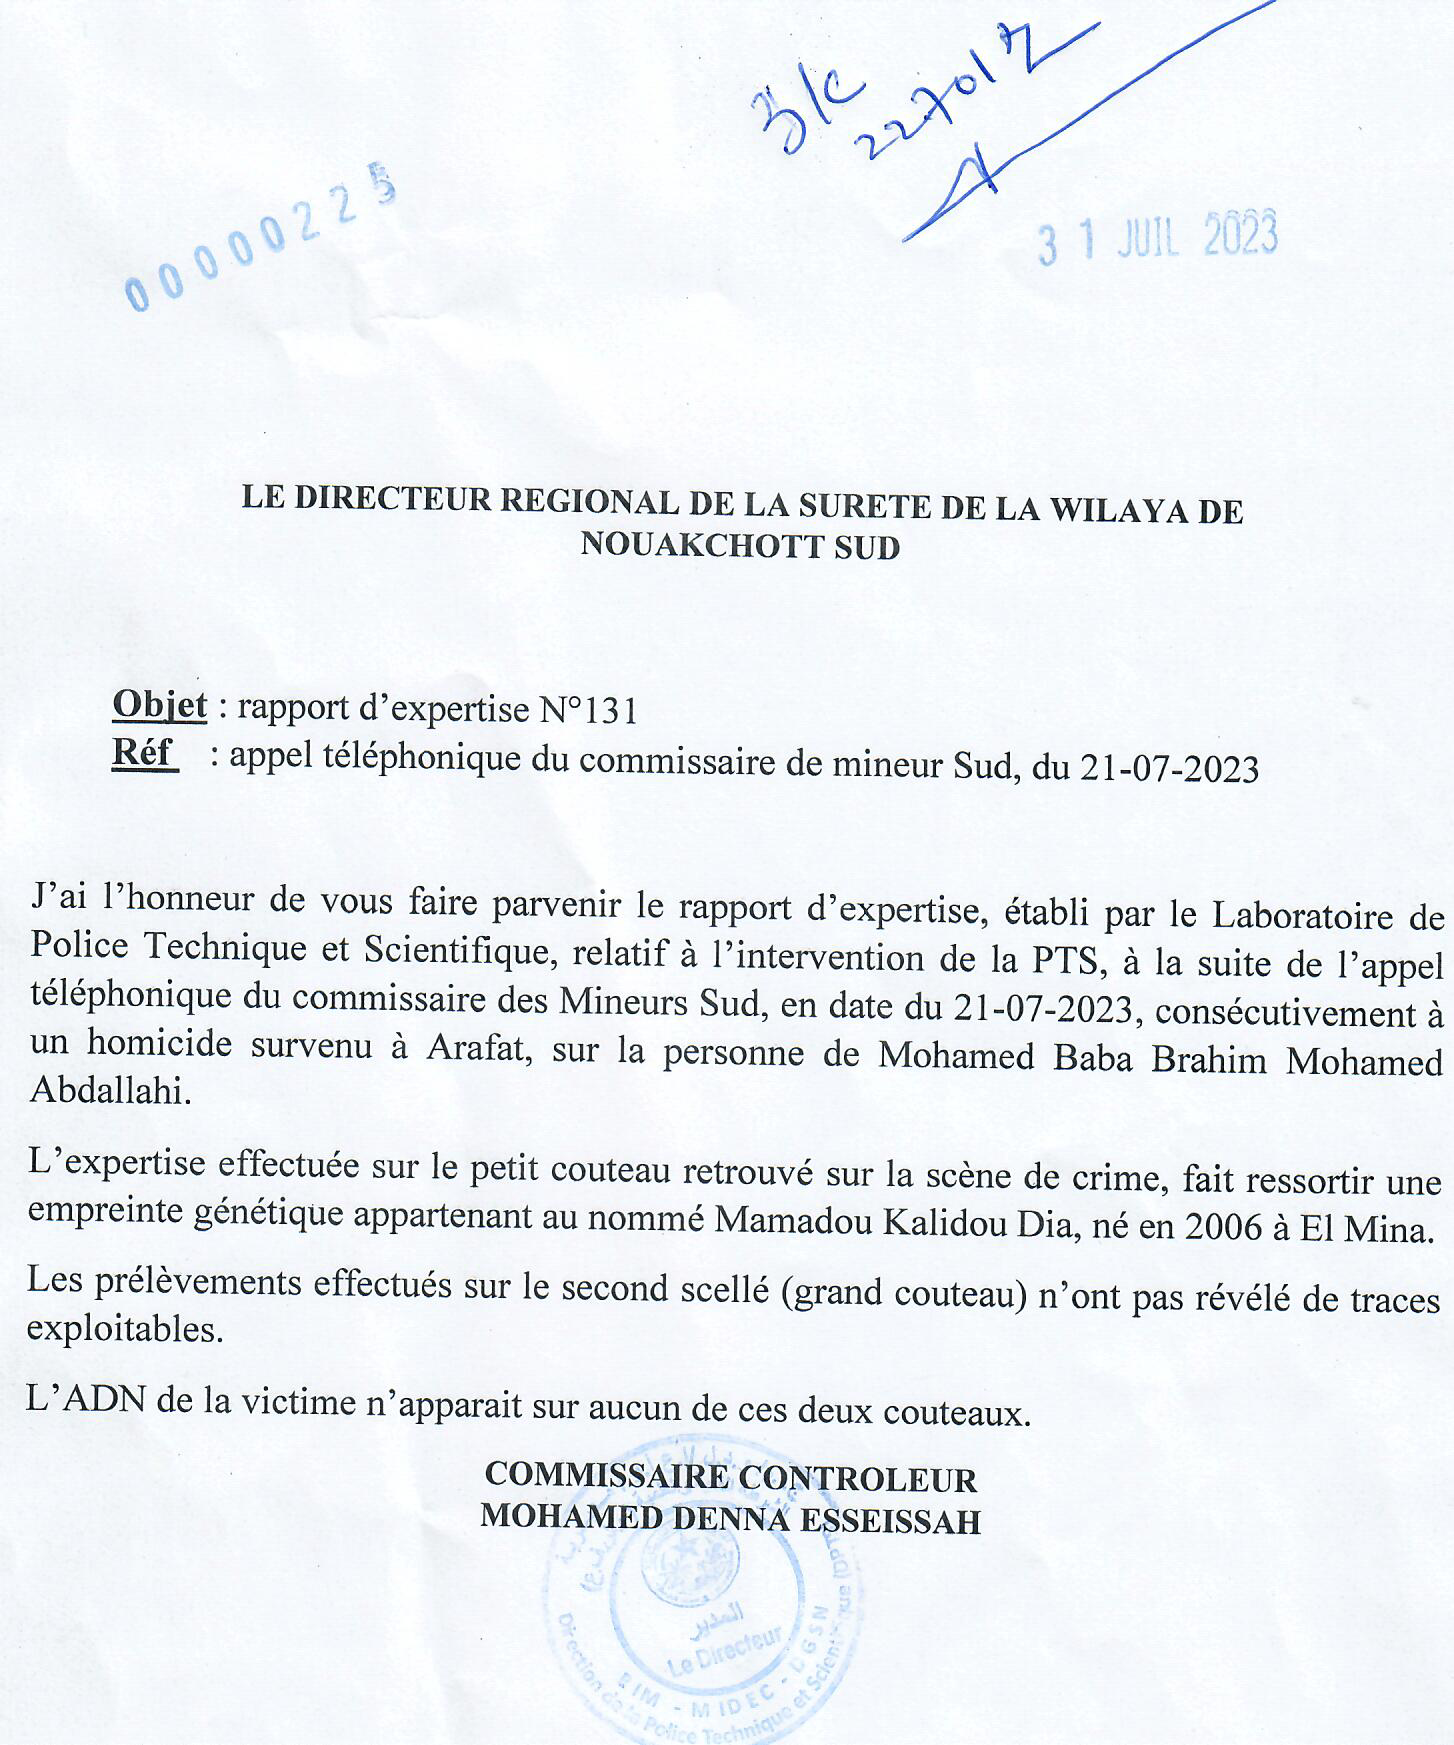 00000225
31 JUIL 2023
LE DIRECTEUR REGIONAL DE LA SURETE DE LA WILAYA DE
NOUAKCHOTT SUD
Objet : rapport d’expertise N°131
Réf : appel téléphonique du commissaire de mineur Sud, du 21-07-2023
J’ai l’honneur de vous faire parvenir le rapport d’expertise, établi par le Laboratoire de
Police Technique et Scientifique, relatif à l’intervention de la PTS, à la suite de l’appel
téléphonique du commissaire des Mineurs Sud, en date du 21-07-2023, consécutivement à
un homicide survenu à Arafat, sur la personne de Mohamed Baba Brahim Mohamed
Abdallahi.
L’expertise effectuée sur le petit couteau retrouvé sur la scène de crime, fait ressortir une
empreinte génétique appartenant au nommé Mamadou Kalidou Dia, né en 2006 à El Mina.
Les prélèvements effectués sur le second scellé (grand couteau) n’ont pas révélé de traces
exploitables.
L’ADN de la victime n’apparait sur aucun de ces deux couteaux.
COMMISSAIRE CONTROLEUR
MOHAMED DENNA ESSEISSAH
المدير
Le Directeur
RIM - MIDEC - DGSN
Direction de la Police Technique et Scientifique